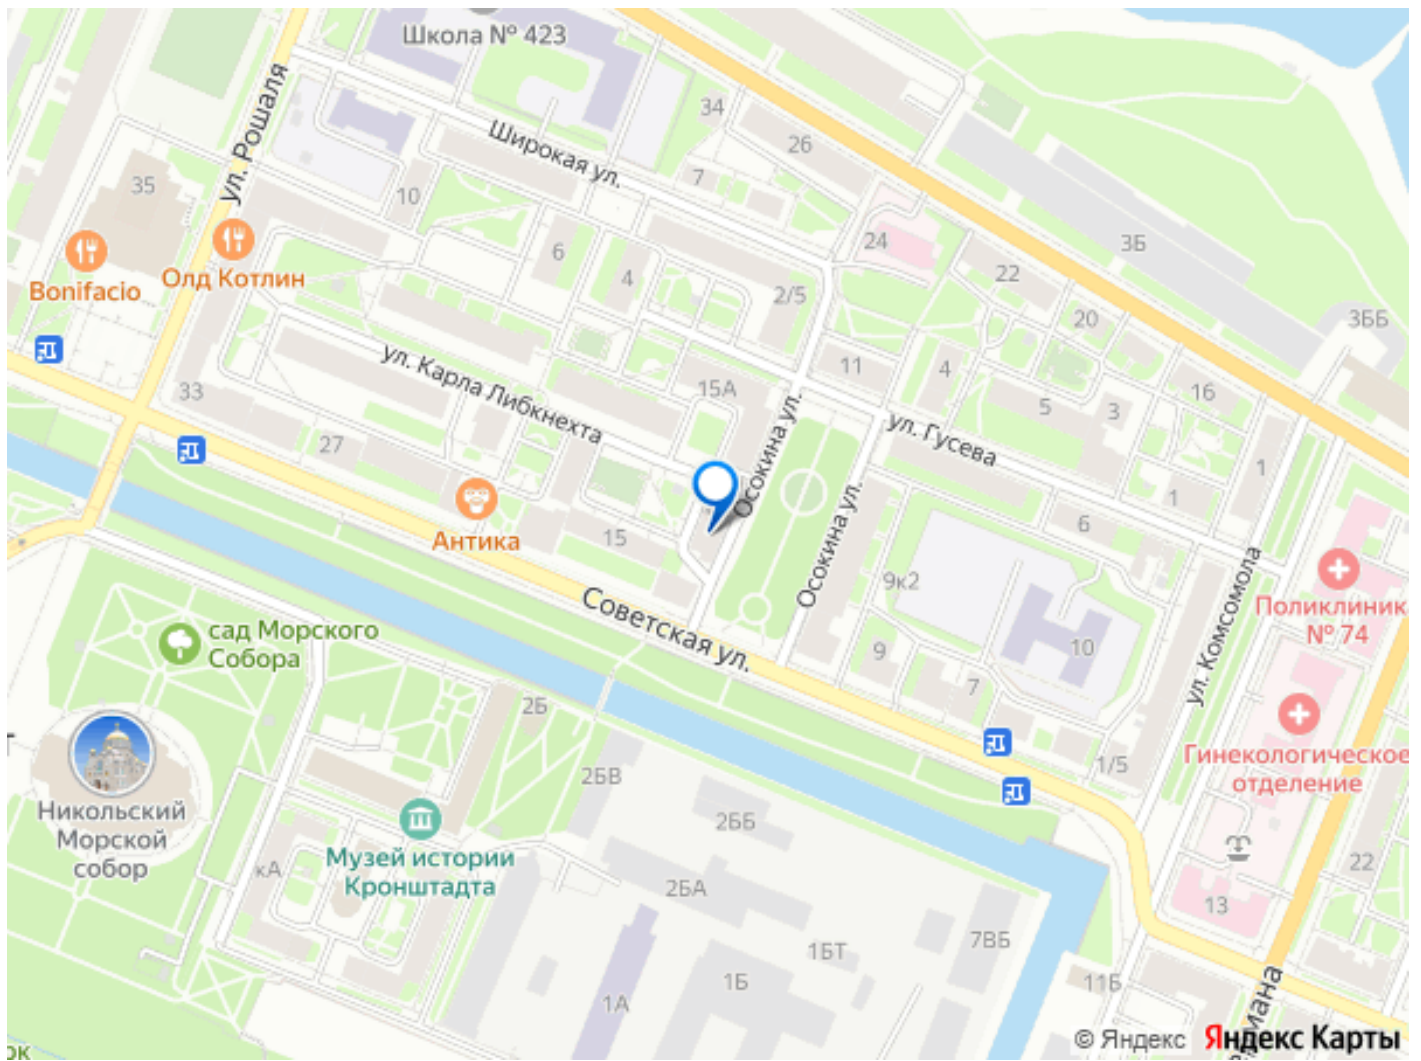 Школа № 423
ул. Рошаля
Широкая ул.
34
26
7
35
10
24
3Б
6
4
22
Олд Котлин
Bonifacio
2/5
20
3ББ
ул. Карла Либкнехта
11
4
16
15А
5
3
33
Осокина ул.
ул. Гусева
27
1
1
6
Антика
15
Осокина ул.
9к2
ул. Комсомола
Поликлиник
№ 74
Советская ул.
сад Морского
Собора
9
10
7
2Б
Гинекологическое
отделение
1/5
2БВ
Никольский
Морской
собор
2ББ
Музей истории
Кронштадта
кА
2БА
22
13
7ВБ
1БТ
1Б
11Б
1А
мана
ок
© Яндекс Яндекс Карты